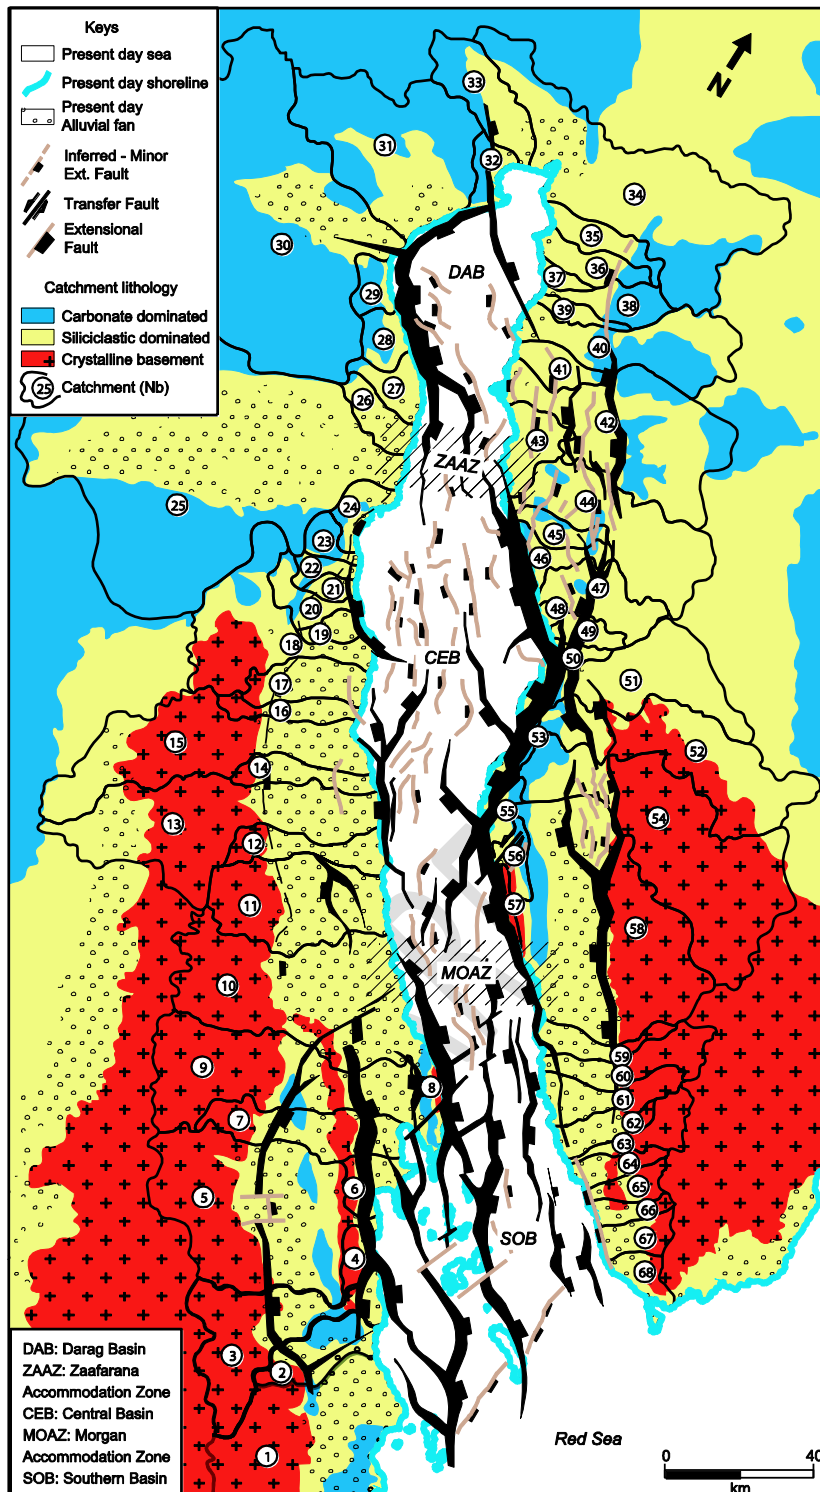 Keys
Present day sea
Present day shoreline
Present day
Alluvial fan
Inferred - Minor
Ext. Fault
Transfer Fault
Extensional
Fault
Catchment lithology
Carbonate dominated
Siliciclastic dominated
Crystalline basement
25 Catchment (Nb)
N
33
31
32
34
30
35
DAB
36
37
29
38
39
28
40
41
27
26
42
43
ZAAZ
25
44
24
45
23
46
22
21
47
20
48
19
49
18
CEB
50
17
51
16
53
15
52
14
55
54
13
12
56
11
57
58
MOAZ
10
59
9
60
8
61
7
62
63
64
6
65
5
66
SOB
67
4
68
3
2
1
DAB: Darag Basin
ZAAZ: Zaafarana
Accommodation Zone
CEB: Central Basin
MOAZ: Morgan
Accommodation Zone
SOB: Southern Basin
Red Sea
0 40
km